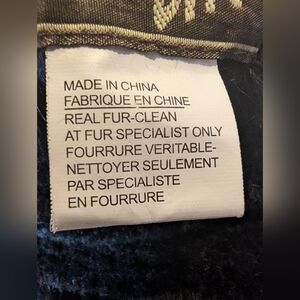 MADE IN CHINA
FABRIQUE EN CHINE
REAL FUR-CLEAN
AT FUR SPECIALIST ONLY
FOURRURE VERITABLE-
NETTOYER SEULEMENT
PAR SPECIALISTE
EN FOURRURE